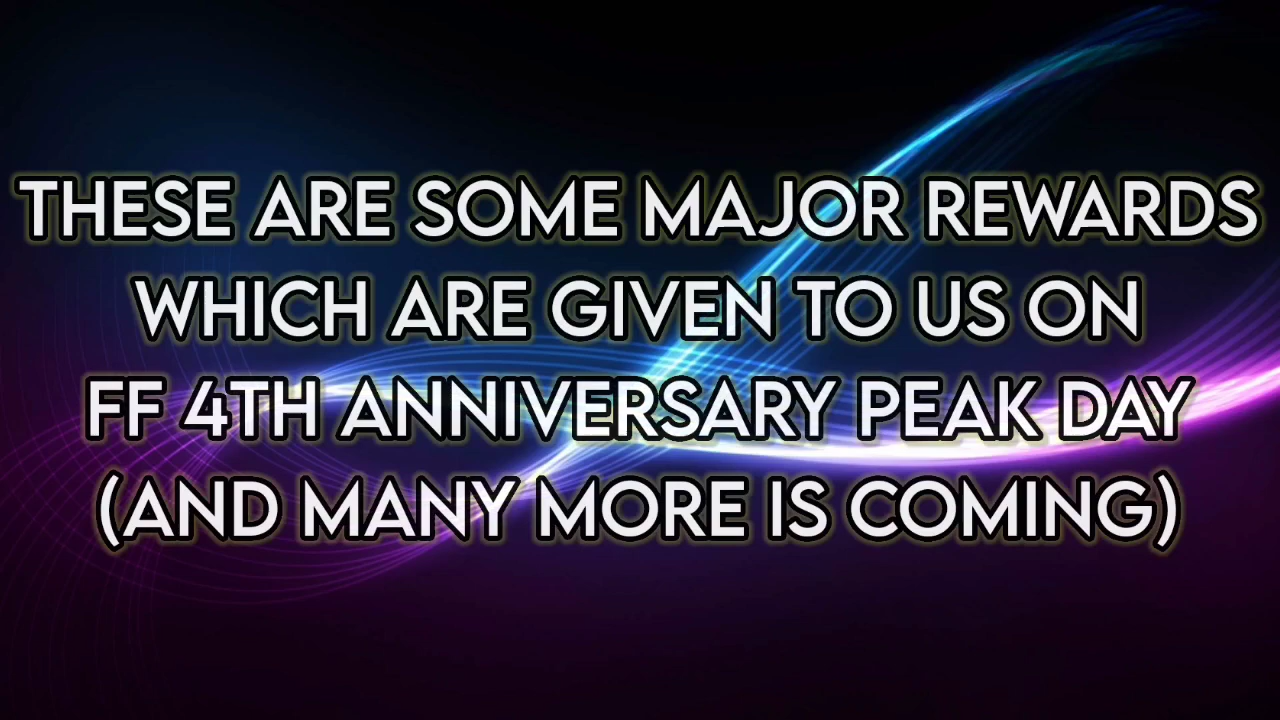 THESE ARE SOME MAJOR REWARDS
WHICH ARE GIVEN TO US ON
FF 4TH ANNIVERSARY PEAK DAY
(AND MANY MORE IS COMING)